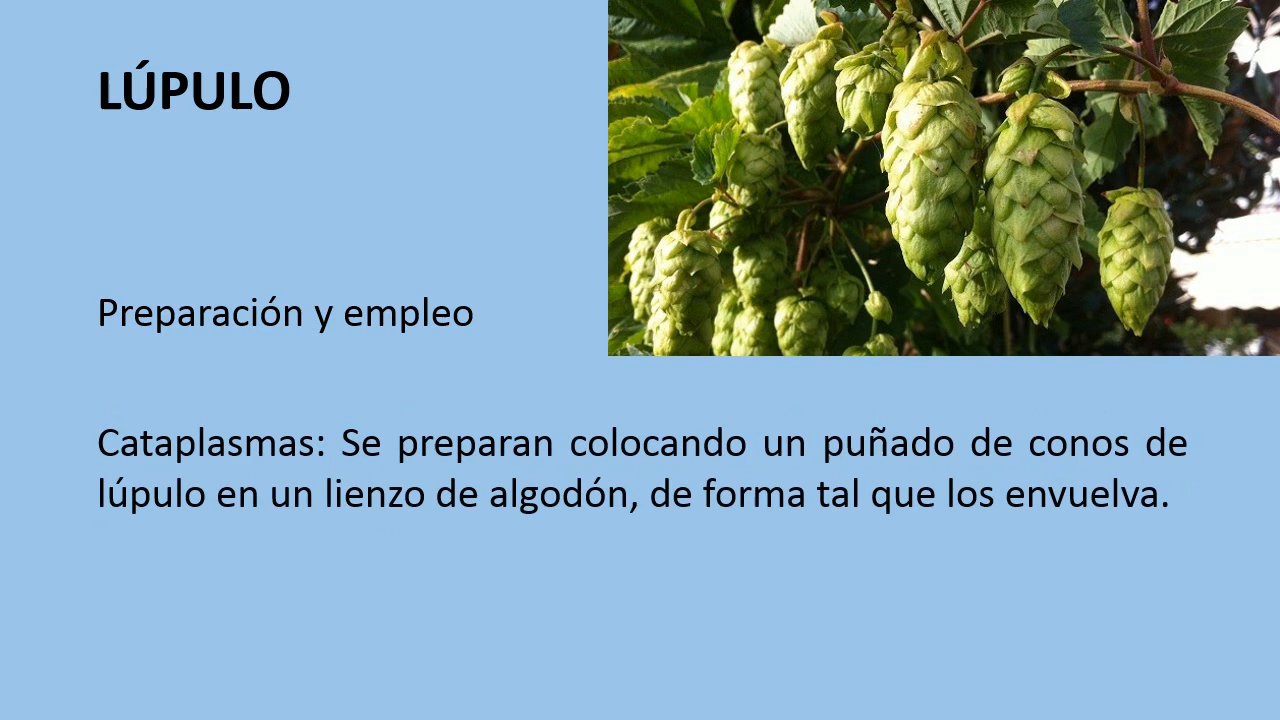 LÚPULO
Preparación y empleo
Cataplasmas: Se preparan colocando un puñado de conos de
lúpulo en un lienzo de algodón, de forma tal que los envuelva.